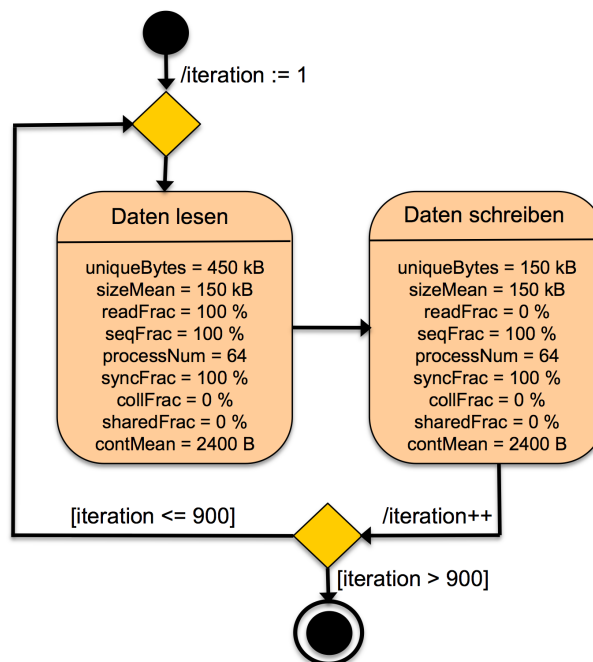 /iteration := 1
Daten lesen
uniqueBytes = 450 kB
sizeMean = 150 kB
readFrac = 100 %
seqFrac = 100 %
processNum = 64
syncFrac = 100 %
collFrac = 0 %
sharedFrac = 0 %
contMean = 2400 B
Daten schreiben
uniqueBytes = 150 kB
sizeMean = 150 kB
readFrac = 0 %
seqFrac = 100 %
processNum = 64
syncFrac = 100 %
collFrac = 0 %
sharedFrac = 0 %
contMean = 2400 B
[iteration <= 900]
/iteration++
[iteration > 900]